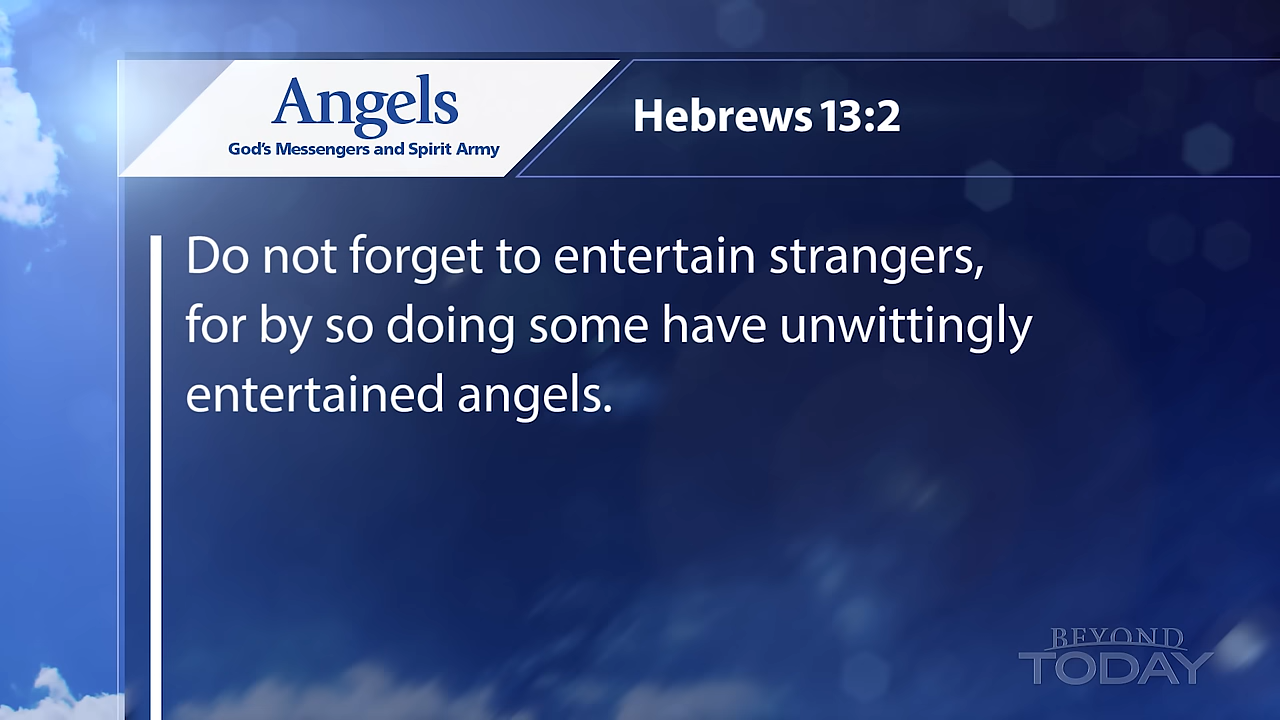 Angels
God's Messengers and Spirit Army
Hebrews 13:2
Do not forget to entertain strangers,
for by so doing some have unwittingly
entertained angels.
BEYOND
TODAY